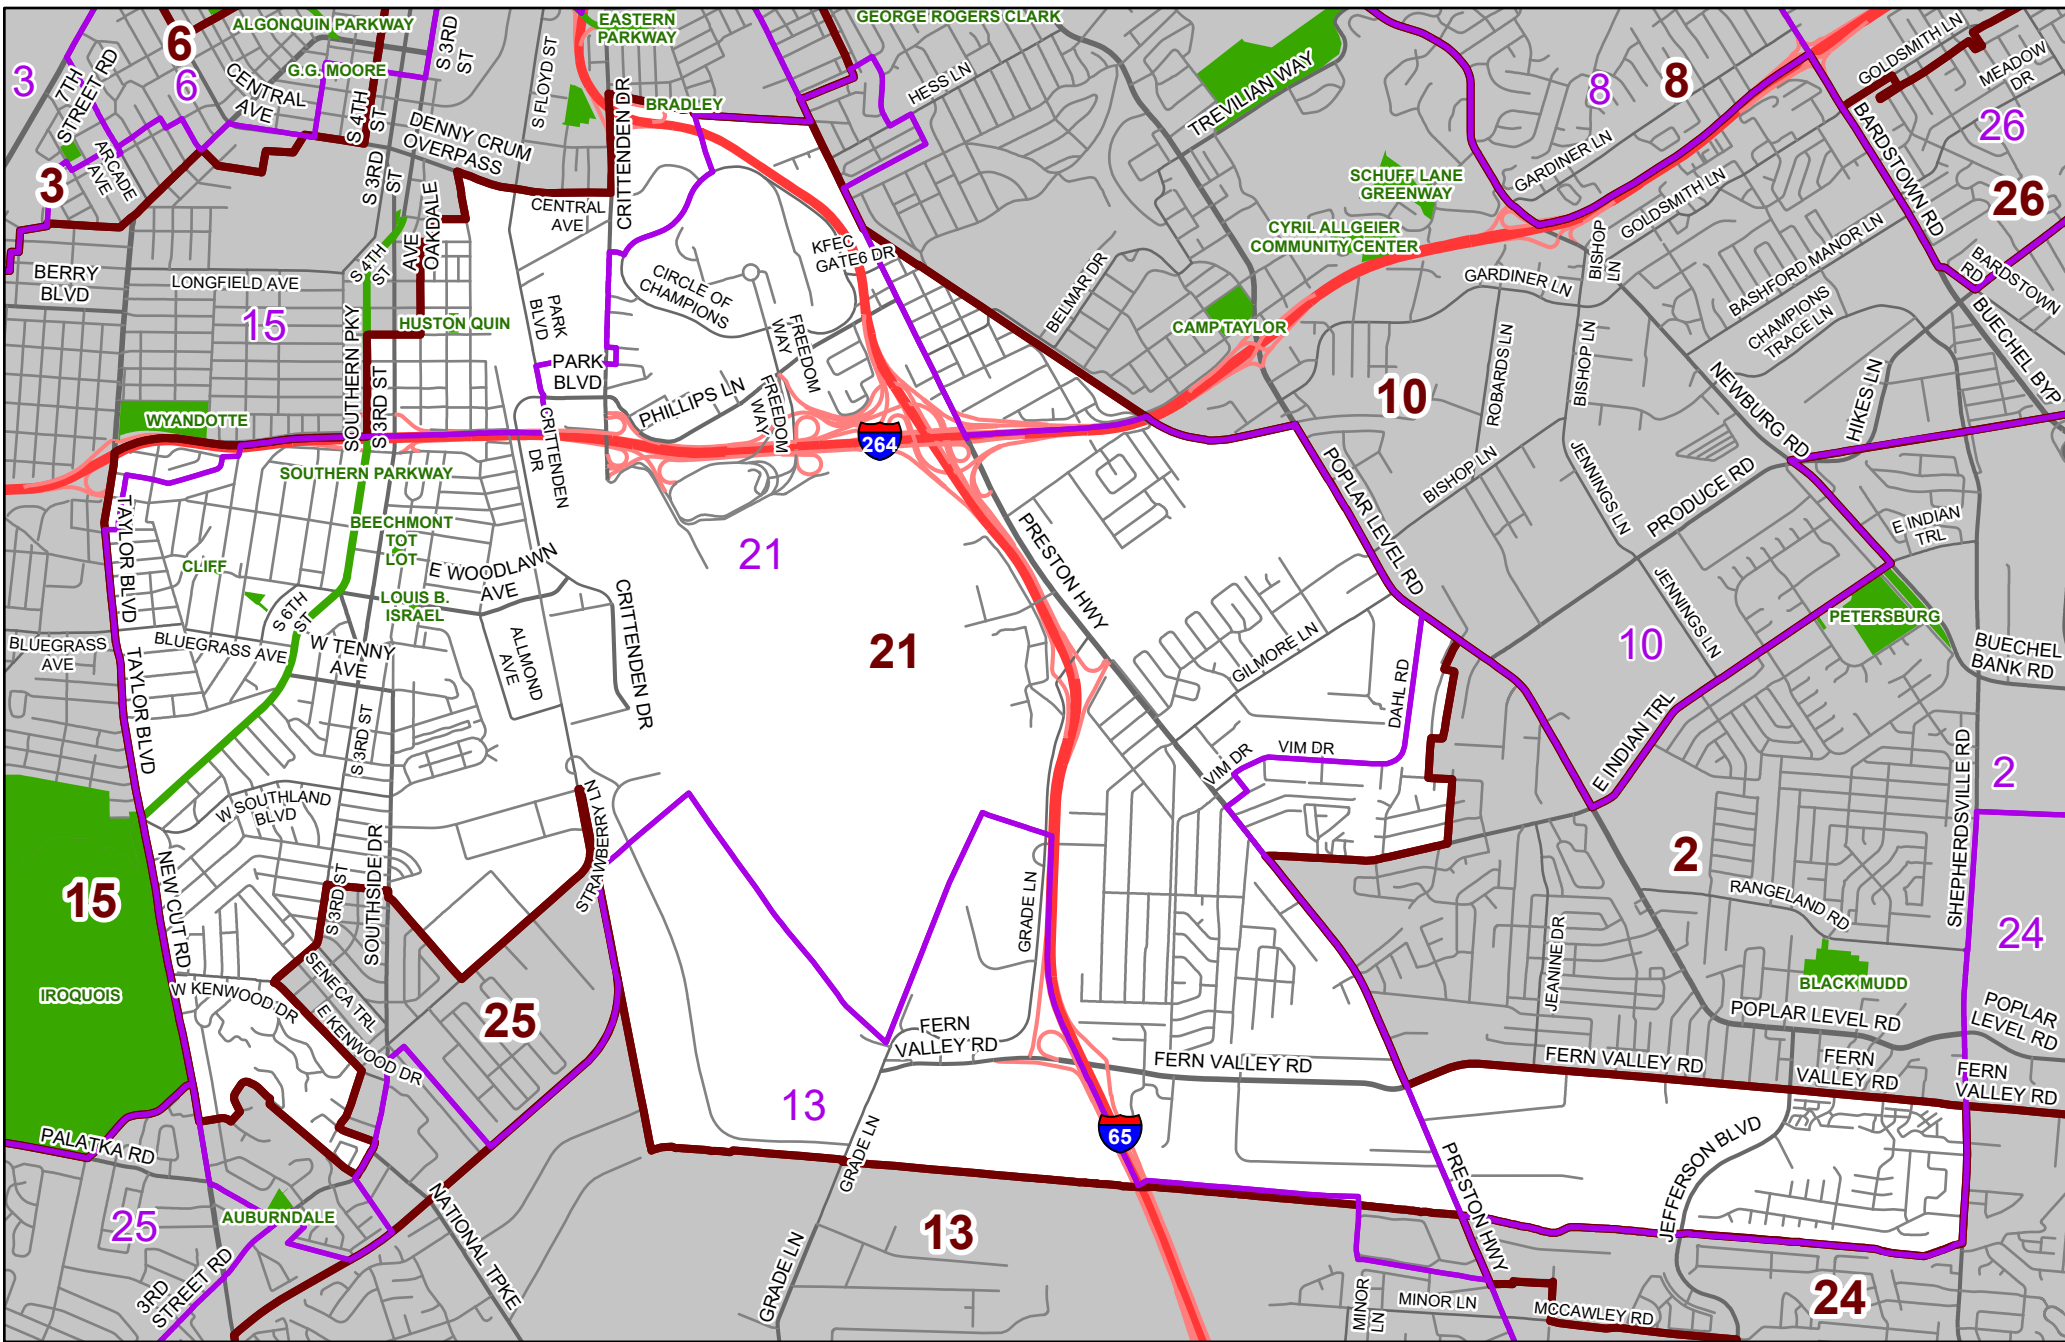 ALGONQUIN PARKWAY
S 3RD
ST
EASTERN
PARKWAY
GEORGE ROGERS CLARK
GOLDSMITH LN
6
3
6
7TH
STREET RD
CENTRAL
AVE
G.G. MOORE
S 4TH
ST
S FLOYD ST
CRITTENDEN DR
BRADLEY
HESS LN
TREVILIAN WAY
8
8
MEADOW
DR
26
BARDSTOWN RD
DENNY CRUM
OVERPASS
ARCADE
AVE
3
S 3RD
ST
OAKDALE
AVE
CENTRAL
AVE
SCHUFF LANE
GREENWAY
GARDINER LN
GOLDSMITH LN
26
CYRIL ALLGEIER
COMMUNITY CENTER
BISHOP
LN
KFEC
GATE6 DR
BERRY
BLVD
LONGFIELD AVE
S 4TH
ST
15
HUSTON QUIN
PARK
BLVD
CIRCLE OF
CHAMPIONS
BELMAR DR
CAMP TAYLOR
GARDINER LN
BASHFORD MANOR LN
CHAMPIONS
TRACE LN
BARDSTOWN
RD
BUECHEL BYP
SOUTHERN PKY
S 3RD ST
PARK
BLVD
FREEDOM
WAY
FREEDOM
WAY
PHILLIPS LN
ROBARDS LN
BISHOP LN
10
NEWBURG RD
HIKES LN
WYANDOTTE
264
CRITTENDEN
DR
SOUTHERN PARKWAY
POPLAR LEVEL RD
BISHOP LN
JENNINGS LN
PRODUCE RD
E INDIAN
TRL
TAYLOR BLVD
BEECHMONT
TOT
LOT
PRESTON HWY
21
CLIFF
E WOODLAWN
AVE
LOUIS B.
ISRAEL
S 6TH
ST
CRITTENDEN DR
JENNINGS LN
PETERSBURG
BLUEGRASS
AVE
BLUEGRASS AVE
W TENNY
AVE
ALLMOND
AVE
21
GILMORE LN
10
BUECHEL
BANK RD
TAYLOR BLVD
S 3RD ST
DAHL RD
E INDIAN TRL
VIM DR
VIM DR
SHEPHERDSVILLE RD
2
W SOUTHLAND
BLVD
STRAWBERRY LN
SOUTHSIDE DR
NEW CUT RD
S 3RD ST
15
2
GRADE LN
RANGELAND RD
24
JEANINE DR
BLACK MUDD
IROQUOIS
SENECA TRL
W KENWOOD DR
E KENWOOD DR
25
FERN
VALLEY RD
FERN VALLEY RD
POPLAR LEVEL RD
POPLAR
LEVEL RD
FERN VALLEY RD
FERN
VALLEY RD
FERN
VALLEY RD
13
65
GRADE LN
PALATKA RD
JEFFERSON BLVD
PRESTON HWY
25
AUBURNDALE
NATIONAL TPKE
13
3RD
STREET RD
GRADE LN
MINOR
LN
MINOR LN
MCCAWLEY RD
24